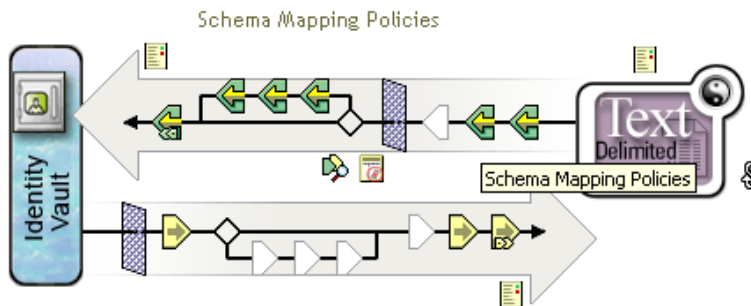 Schema Mapping Policies
Identity
Vault
Text
Delimited
Schema Mapping Policies